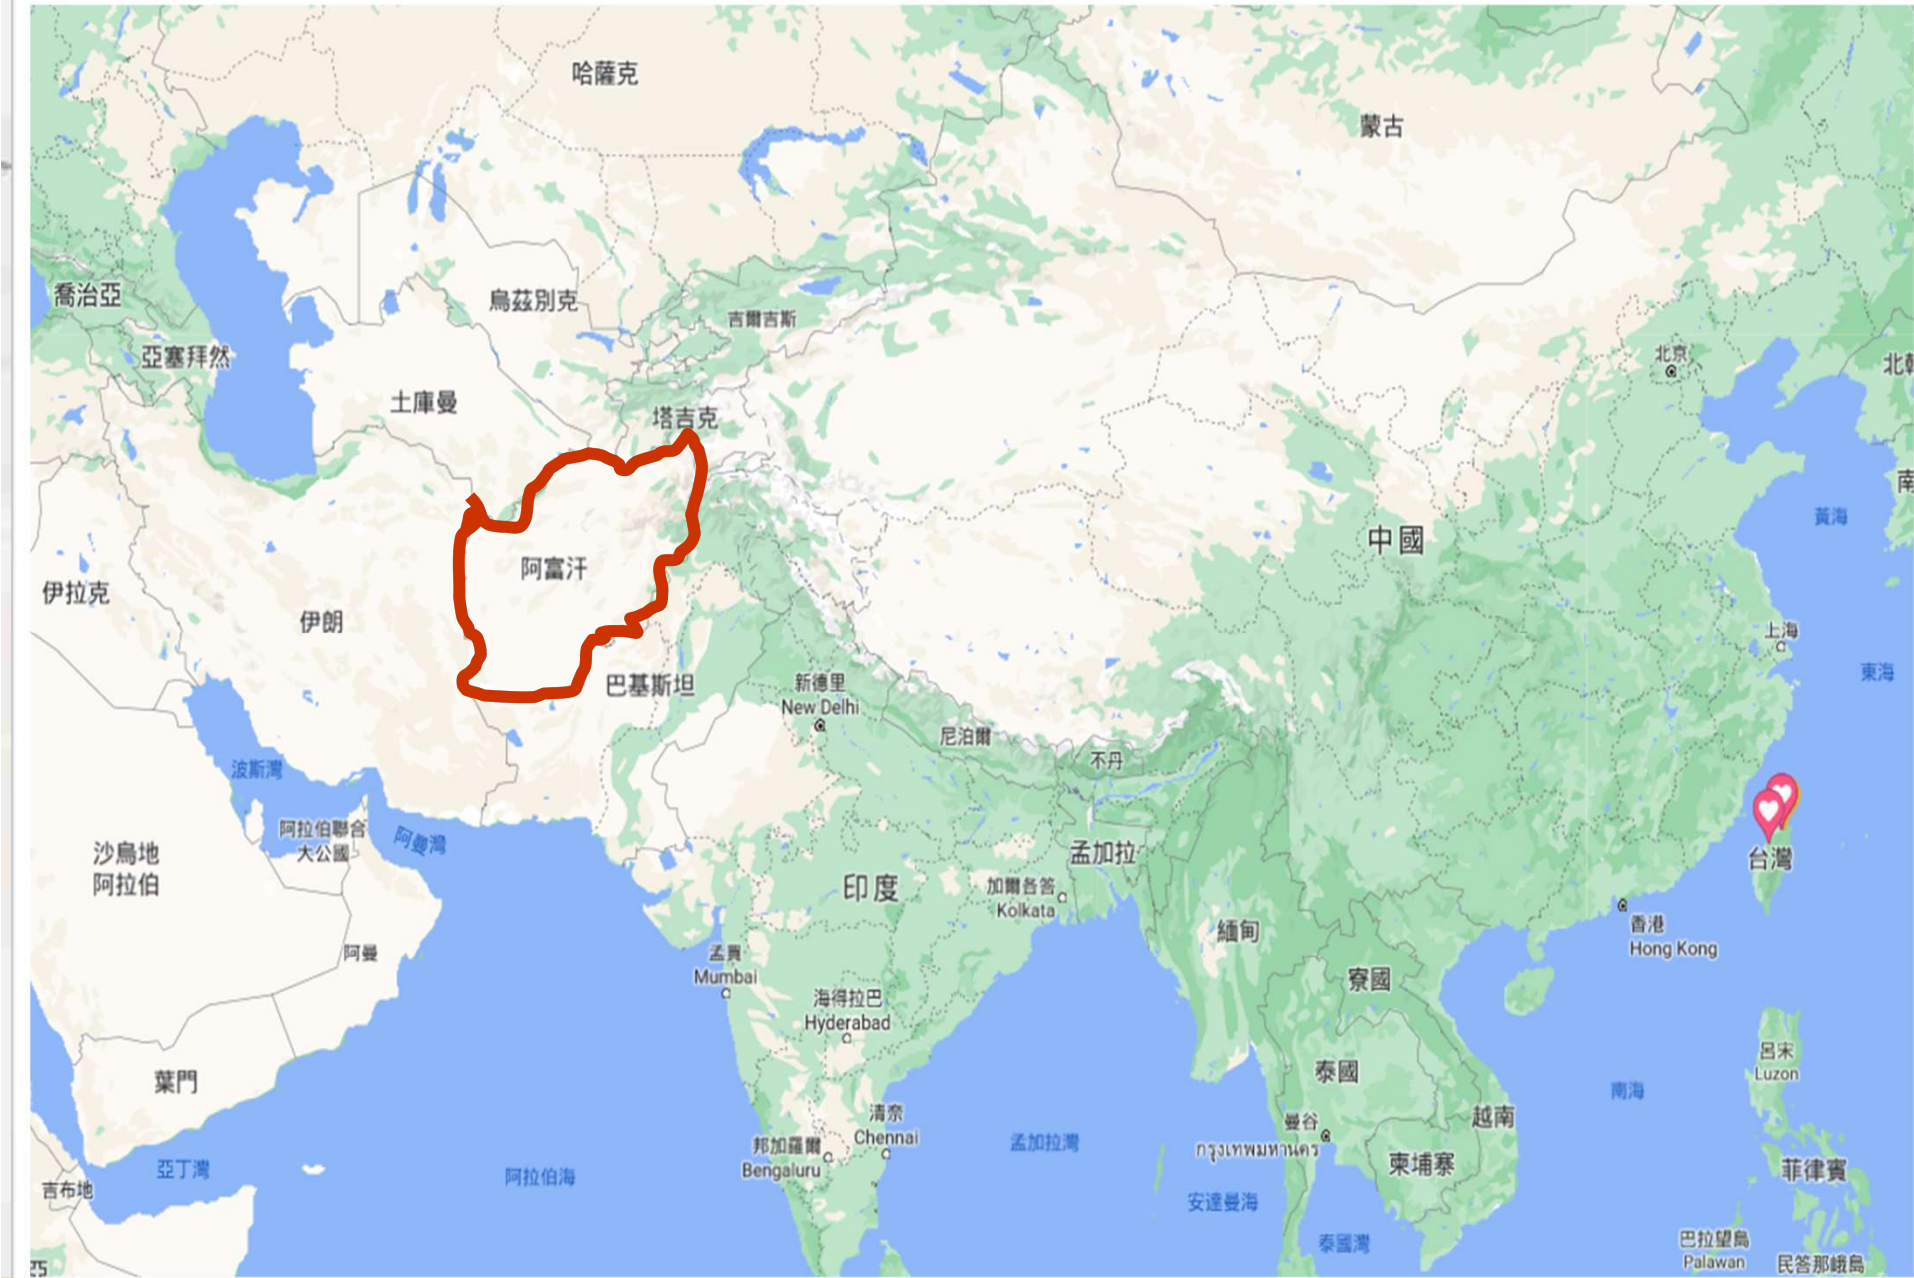 哈薩克
蒙古
喬治亞
烏茲別克
吉爾吉斯
亞塞拜然
北京
土庫曼
塔吉克
黃海
中國
阿富汗
伊拉克
伊朗
上海
東海
巴基斯坦
新德里
New Delhi
尼泊爾
不丹
波斯灣
阿拉伯聯合
大公國
阿曼灣
沙烏地
阿拉伯
孟加拉
台灣
印度
加爾各答
Kolkata
香港
Hong Kong
緬甸
阿曼
孟買
Mumbai
寮國
海得拉巴
Hyderabad
呂宋
Luzon
葉門
泰國
南海
清奈
Chennai
越南
曼谷
กรุงเทพมหานคร
孟加拉灣
邦加羅爾
Bengaluru
柬埔寨
菲律賓
亞丁灣
阿拉伯海
吉布地
安達曼海
泰國灣
巴拉望島
Palawan
民答那峨島